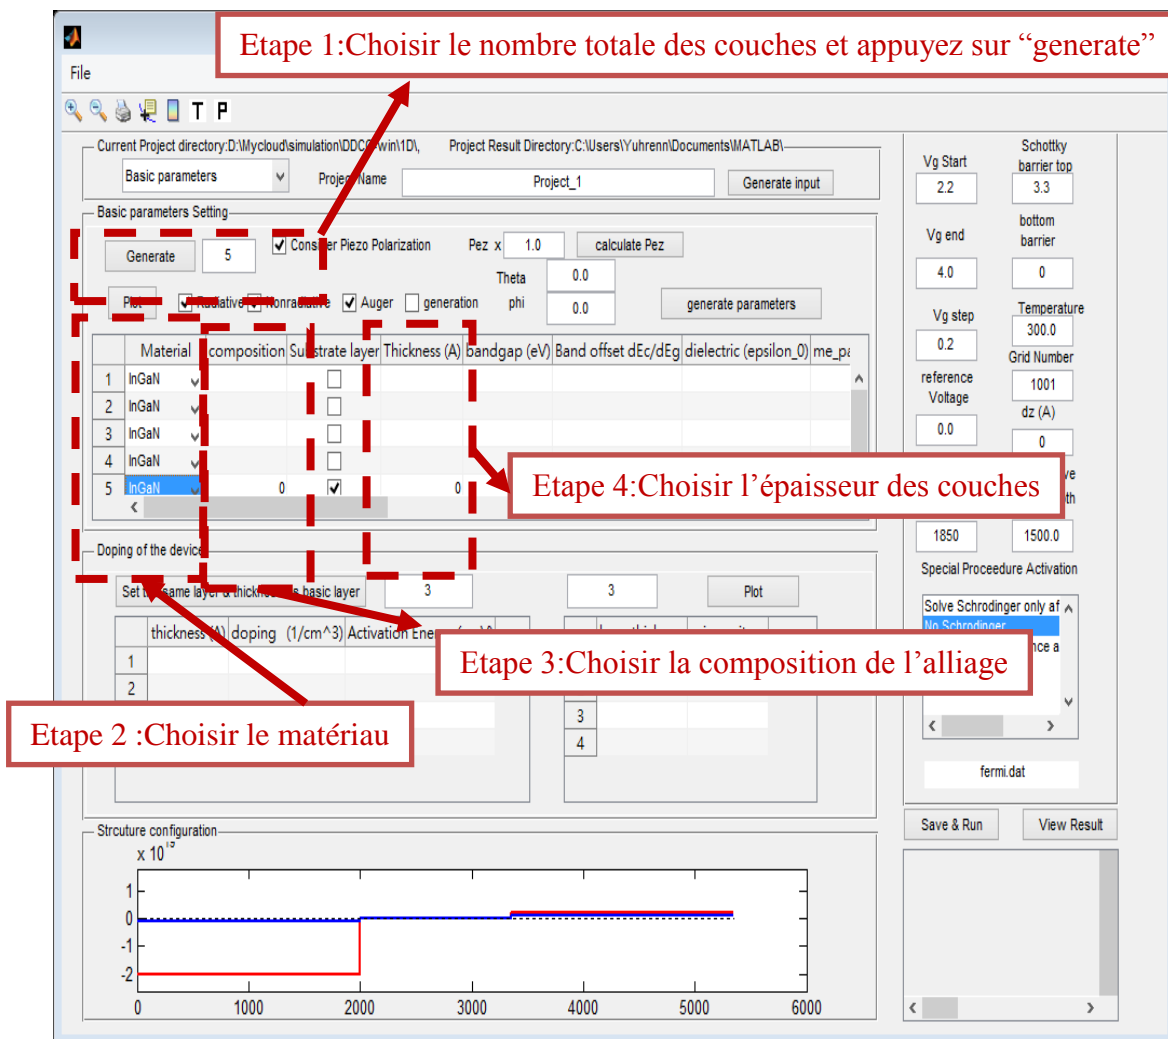 Etape 1:Choisir le nombre totale des couches et appuyez sur “generate”
File
T P
Current Project directory:D:\Mycloud\simulation\DDCC win\1D\, Project Result Directory:C:\Users\Yuhrenn\Documents\MATLAB\
Basic parameters Project Name Project_1 Generate input
Basic parameters Setting
Generate 5 Consider Piezo Polarization Pez x 1.0 calculate Pez
Theta 0.0
Plot Radiative Nonradiative Auger generation phi 0.0 generate parameters
Material composition Substrate layer Thickness (A) bandgap (eV) Band offset dEc/dEg dielectric (epsilon_0)
1 InGaN
2 InGaN
3 InGaN
4 InGaN
5 InGaN 0 0
Etape 4:Choisir l’épaisseur des couches
Doping of the device
Set the same layer & thickness as basic layer 3 3 Plot
thickness (A) doping (1/cm^3) Activation
1
2
3
4
Etape 3:Choisir la composition de l’alliage
Etape 2 :Choisir le matériau
Strcuture configuration
x 10
1
0
-1
-2
0 1000 2000 3000 4000 5000 6000
Vg Start
2.2
Schottky
barrier top
3.3
Vg end
4.0
bottom
barrier
0
Vg step
0.2
Temperature
300.0
Grid Number
1001
reference
Voltage
0.0
dz (A)
0
1850 1500.0
Special Proceedure Activation
Solve Schrodinger only af
No Schrodinger
fermi.dat
Save & Run View Result